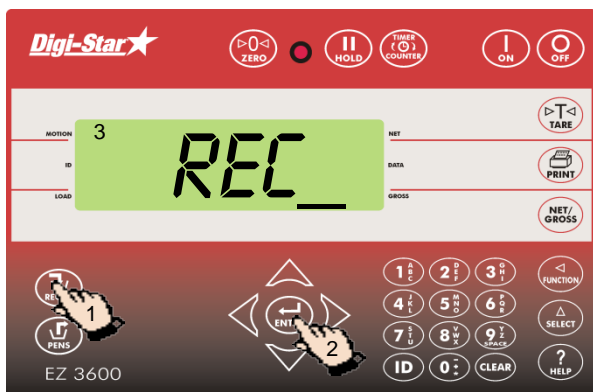 Digi-Star
0
ZERO
HOLD
TIMER
COUNTER
ON
OFF
T
TARE
MOTION
3
NET
REC_
ID
DATA
PRINT
LOAD
GROSS
NET/
GROSS
1 A B C
2 D E F
3 G H I
FUNCTION
1
4 J K L
5 M N O
6 P Q R
ENT
2
SELECT
7 S T U
8 V W X
9 Y Z
SPACE
PENS
ID
0
CLEAR
?
HELP
EZ 3600